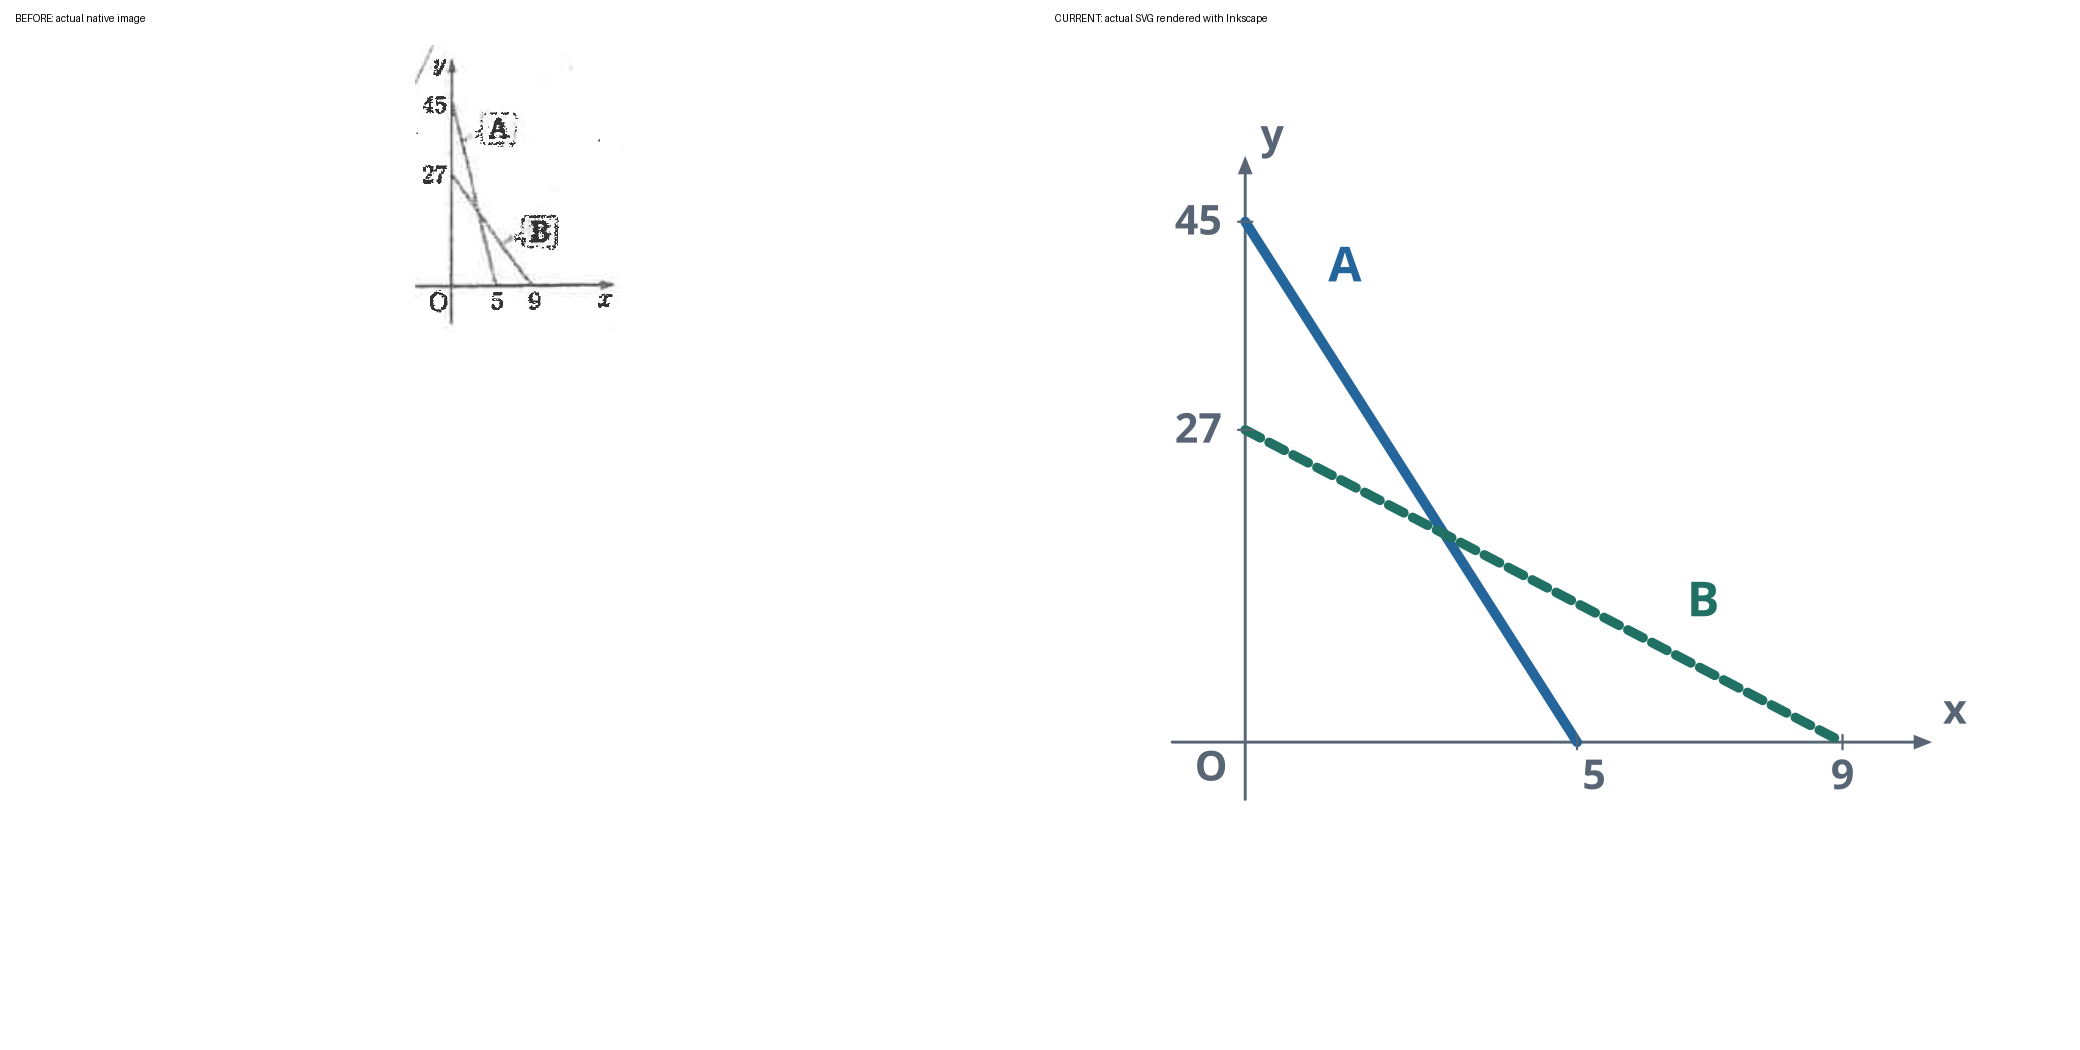 BEFORE: actual native image
y
45
A
27
B
O 5 9 x
CURRENT: actual SVG rendered with Inkscape
y
45
A
27
B
x
O 5 9